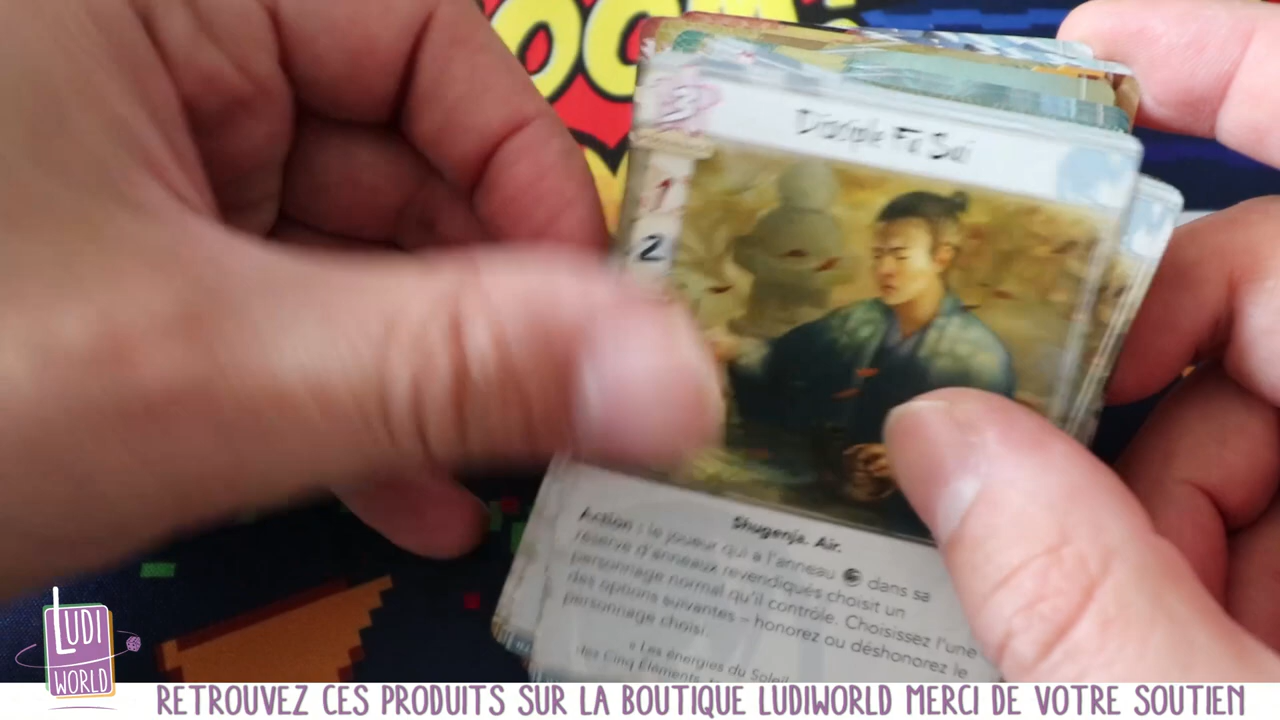 OOM!
3
Disciple Fu Sui
1
2
Shugenja. Air.
Action : le joueur qui a l'anneau dans sa
réserve d'anneaux revendiqués choisit un
personnage normal qu'il contrôle. Choisissez l'une
des options suivantes – honorez ou déshonorez le
personnage choisi.
« Les énergies du Soleil
des Cinq Éléments,
LUDI
WORLD
RETROUVEZ CES PRODUITS SUR LA BOUTIQUE LUDIWORLD MERCI DE VOTRE SOUTIEN